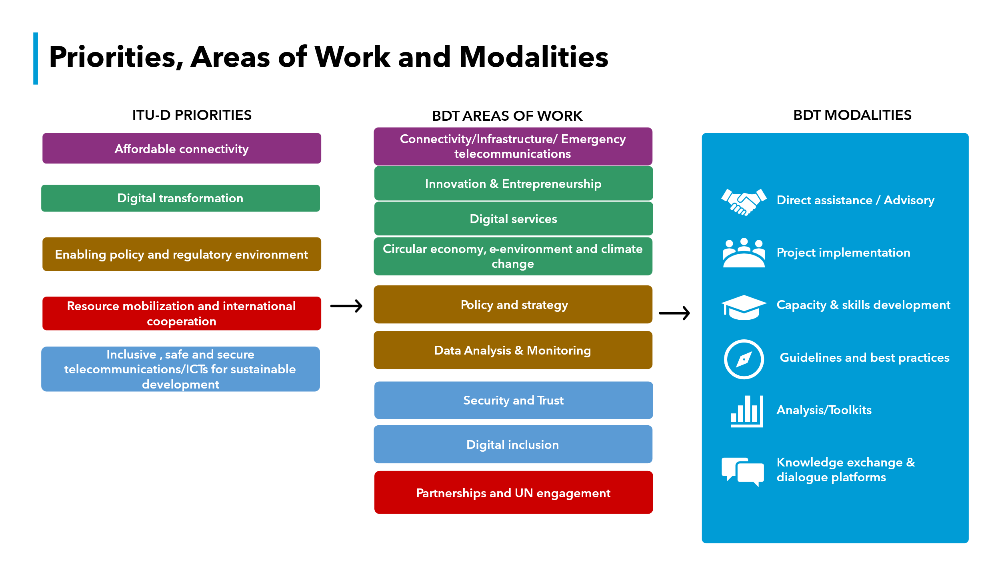 Priorities, Areas of Work and Modalities
ITU-D PRIORITIES
Affordable connectivity
Digital transformation
Enabling policy and regulatory environment
Resource mobilization and international
cooperation
Inclusive , safe and secure
telecommunications/ICTs for sustainable
development
BDT AREAS OF WORK
Connectivity/Infrastructure/ Emergency
telecommunications
Innovation & Entrepreneurship
Digital services
Circular economy, e-environment and climate
change
Policy and strategy
Data Analysis & Monitoring
Security and Trust
Digital inclusion
Partnerships and UN engagement
BDT MODALITIES
Direct assistance / Advisory
Project implementation
Capacity & skills development
Guidelines and best practices
Analysis/Toolkits
Knowledge exchange &
dialogue platforms